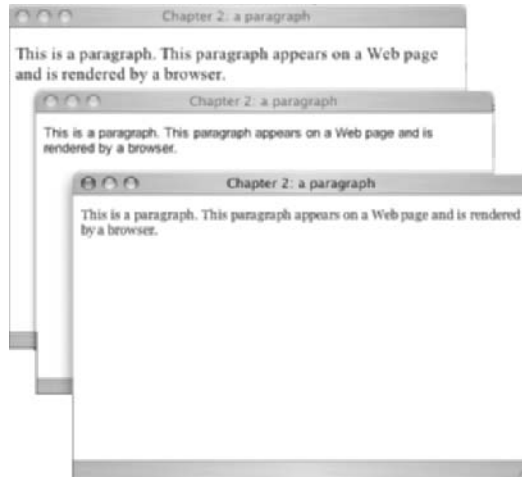 Chapter 2: a paragraph
This is a paragraph. This paragraph appears on a Web page
and is rendered by a browser.
Chapter 2: a paragraph
This is a paragraph. This paragraph appears on a Web page and is
rendered by a browser.
Chapter 2: a paragraph
This is a paragraph. This paragraph appears on a Web page and is rendered
by a browser.